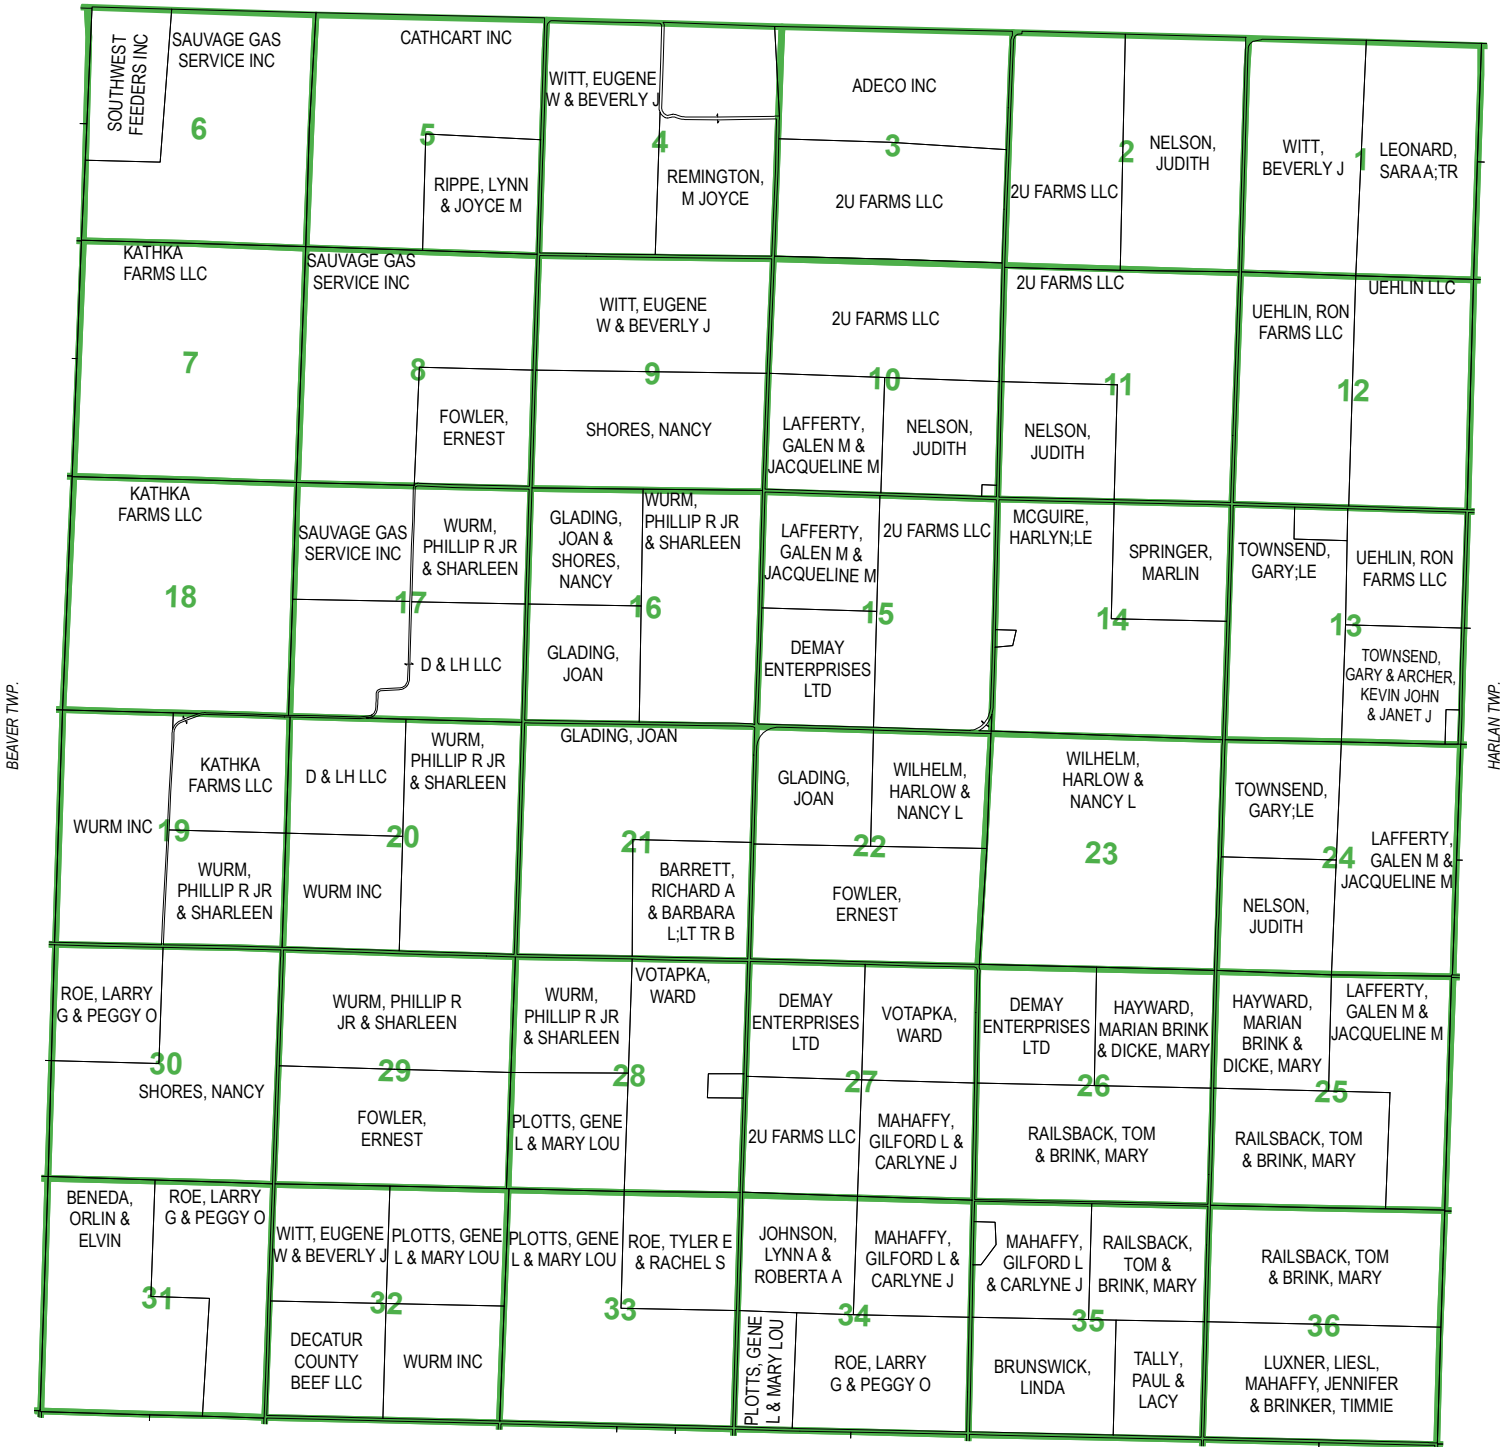 SOUTHWEST
FEEDERS INC
SAUVAGE GAS
SERVICE INC
6
CATHCART INC
5
RIPPE, LYNN
& JOYCE M
WITT, EUGENE
W & BEVERLY J
4
REMINGTON,
M JOYCE
ADECO INC
3
2U FARMS LLC
2U FARMS LLC
2
NELSON,
JUDITH
WITT,
BEVERLY J
1
LEONARD,
SARA A;TR
KATHKA
FARMS LLC
7
SAUVAGE GAS
SERVICE INC
8
FOWLER,
ERNEST
WITT, EUGENE
W & BEVERLY J
9
SHORES, NANCY
2U FARMS LLC
10
LAFFERTY,
GALEN M &
JACQUELINE M
NELSON,
JUDITH
2U FARMS LLC
11
NELSON,
JUDITH
UEHLIN, RON
FARMS LLC
UEHLIN LLC
12
KATHKA
FARMS LLC
18
SAUVAGE GAS
SERVICE INC
WURM,
PHILLIP R JR
& SHARLEEN
17
D & LH LLC
GLADING,
JOAN &
SHORES,
NANCY
WURM,
PHILLIP R JR
& SHARLEEN
16
GLADING,
JOAN
LAFFERTY,
GALEN M &
JACQUELINE M
2U FARMS LLC
15
DEMAY
ENTERPRISES
LTD
MCGUIRE,
HARLYN;LE
SPRINGER,
MARLIN
14
TOWNSEND,
GARY;LE
UEHLIN, RON
FARMS LLC
13
TOWNSEND,
GARY & ARCHER,
KEVIN JOHN
& JANET J
BEAVER TWP.
HARLAN TWP.
WURM INC
19
KATHKA
FARMS LLC
WURM,
PHILLIP R JR
& SHARLEEN
D & LH LLC
WURM,
PHILLIP R JR
& SHARLEEN
20
WURM INC
GLADING, JOAN
21
BARRETT,
RICHARD A
& BARBARA
L;LT TR B
GLADING,
JOAN
WILHELM,
HARLOW &
NANCY L
22
FOWLER,
ERNEST
WILHELM,
HARLOW &
NANCY L
23
TOWNSEND,
GARY;LE
24
LAFFERTY,
GALEN M &
JACQUELINE M
NELSON,
JUDITH
ROE, LARRY
G & PEGGY O
30
SHORES, NANCY
WURM, PHILLIP R
JR & SHARLEEN
29
FOWLER,
ERNEST
WURM,
PHILLIP R JR
& SHARLEEN
VOTAPKA,
WARD
28
PLOTTS, GENE
L & MARY LOU
DEMAY
ENTERPRISES
LTD
VOTAPKA,
WARD
27
2U FARMS LLC
MAHAFFY,
GILFORD L &
CARLYNE J
DEMAY
ENTERPRISES
LTD
HAYWARD,
MARIAN BRINK
& DICKE, MARY
26
RAILSBACK, TOM
& BRINK, MARY
HAYWARD,
MARIAN
BRINK &
DICKE, MARY
LAFFERTY,
GALEN M &
JACQUELINE M
25
RAILSBACK, TOM
& BRINK, MARY
BENEDA,
ORLIN &
ELVIN
ROE, LARRY
G & PEGGY O
31
WITT, EUGENE
W & BEVERLY J
PLOTTS, GENE
L & MARY LOU
32
DECATUR
COUNTY
BEEF LLC
WURM INC
PLOTTS, GENE
L & MARY LOU
ROE, TYLER E
& RACHEL S
33
JOHNSON,
LYNN A &
ROBERTA A
MAHAFFY,
GILFORD L &
CARLYNE J
34
PLOTTS, GENE
L & MARY LOU
ROE, LARRY
G & PEGGY O
MAHAFFY,
GILFORD L
& CARLYNE J
RAILSBACK,
TOM &
BRINK, MARY
35
BRUNSWICK,
LINDA
TALLY,
PAUL &
LACY
RAILSBACK, TOM
& BRINK, MARY
36
LUXNER, LIESL,
MAHAFFY, JENNIFER
& BRINKER, TIMMIE